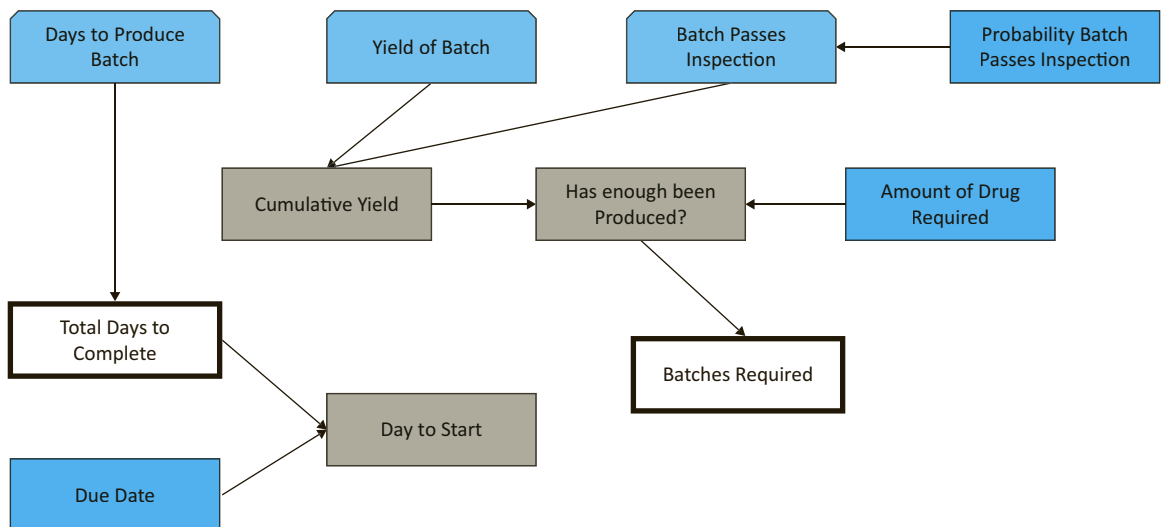 Days to Produce
Batch
Yield of Batch
Batch Passes
Inspection
Probability Batch
Passes Inspection
Cumulative Yield
Has enough been
Produced?
Amount of Drug
Required
Total Days to
Complete
Batches Required
Day to Start
Due Date